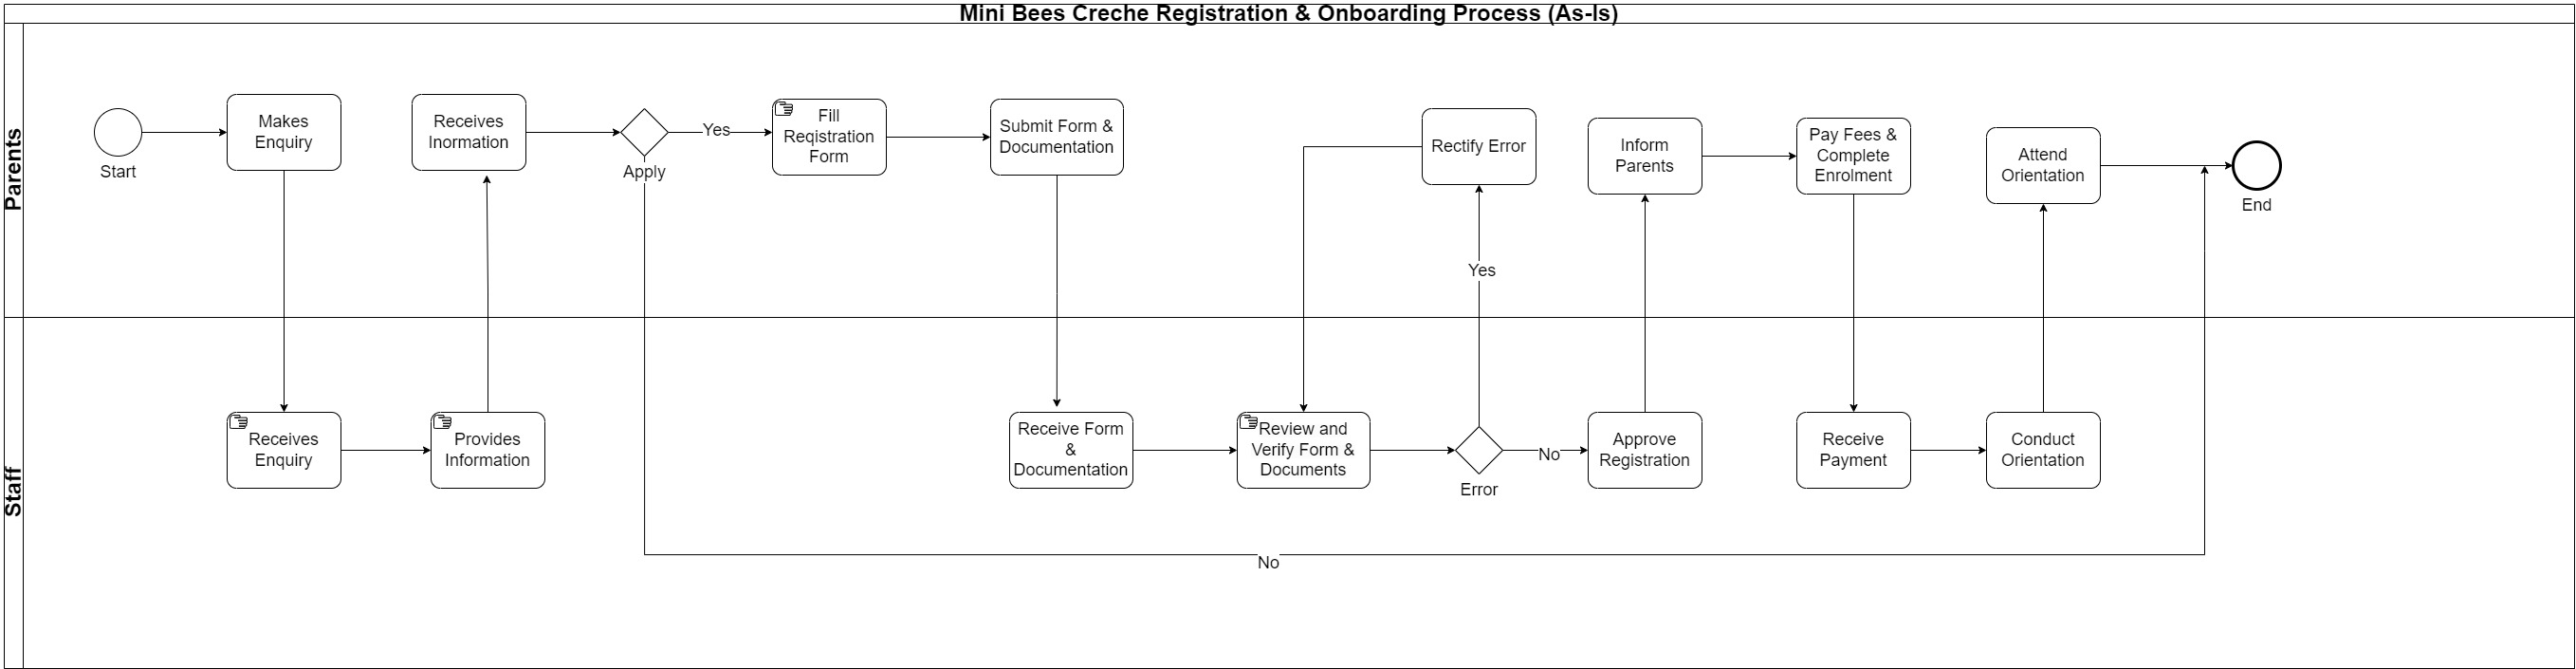 Mini Bees Creche Registration & Onboarding Process (As-Is)
Parents
Start
Makes
Enquiry
Receives
Inormation
Apply
Yes
Fill
Reqistration
Form
Submit Form &
Documentation
Rectify Error
Yes
Inform
Parents
Pay Fees &
Complete
Enrolment
Attend
Orientation
End
Staff
Receives
Enquiry
Provides
Information
Receive Form
&
Documentation
Review and
Verify Form &
Documents
Error
No
Approve
Registration
Receive
Payment
Conduct
Orientation
No